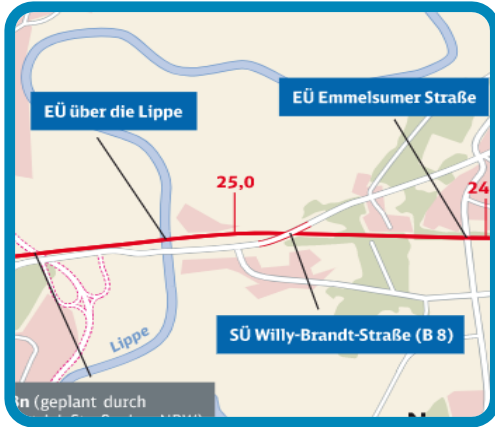 EÜ über die Lippe
EÜ Emmelsumer Straße
25,0
24
SÜ Willy-Brandt-Straße (B 8)
Lippe
(geplant durch